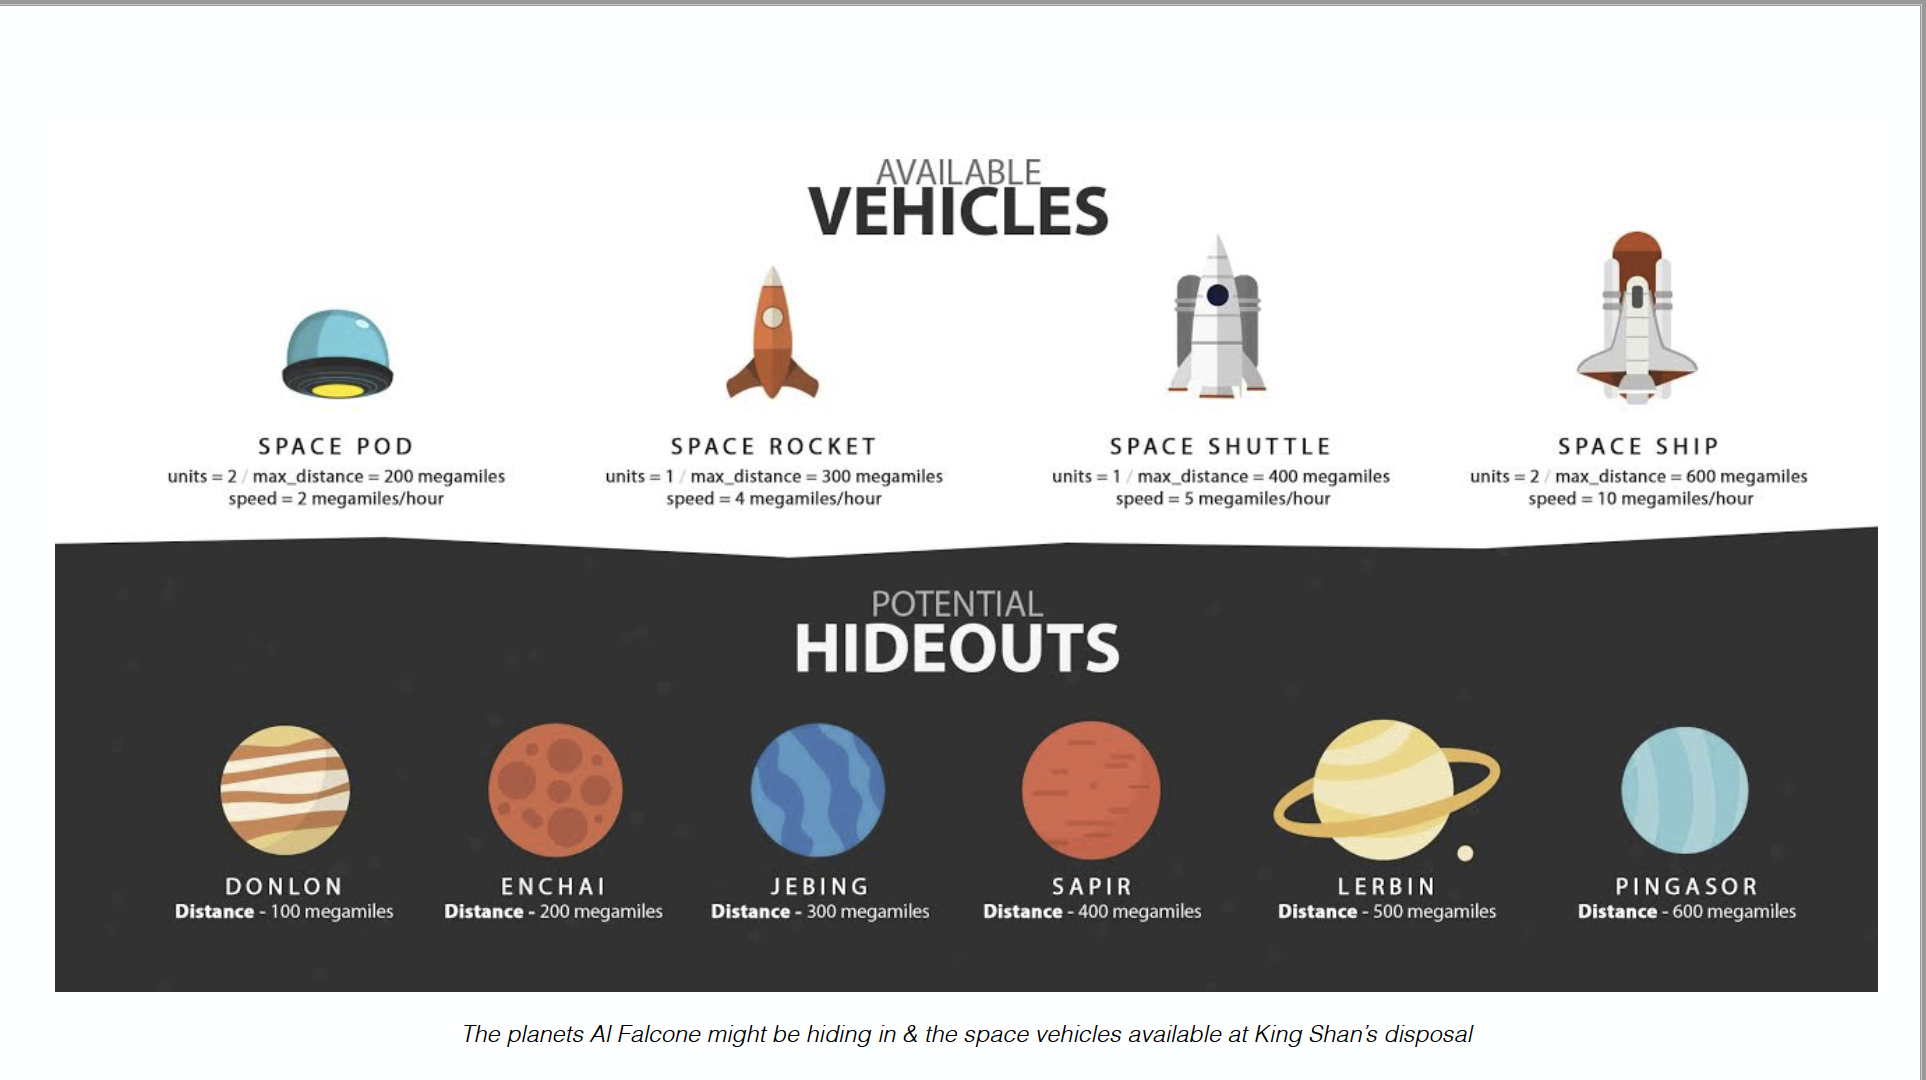 AVAILABLE
VEHICLES
SPACE POD
units = 2 / max_distance = 200 megamiles
speed = 2 megamiles/hour
SPACE ROCKET
units = 1 / max_distance = 300 megamiles
speed = 4 megamiles/hour
SPACE SHUTTLE
units = 1 / max_distance = 400 megamiles
speed = 5 megamiles/hour
SPACE SHIP
units = 2 / max_distance = 600 megamiles
speed = 10 megamiles/hour
POTENTIAL
HIDEOUTS
DONLON
Distance - 100 megamiles
ENCHAI
Distance - 200 megamiles
JEBING
Distance - 300 megamiles
SAPIR
Distance - 400 megamiles
LERBIN
Distance - 500 megamiles
PINGASOR
Distance - 600 megamiles
The planets Al Falcone might be hiding in & the space vehicles available at King Shan's disposal